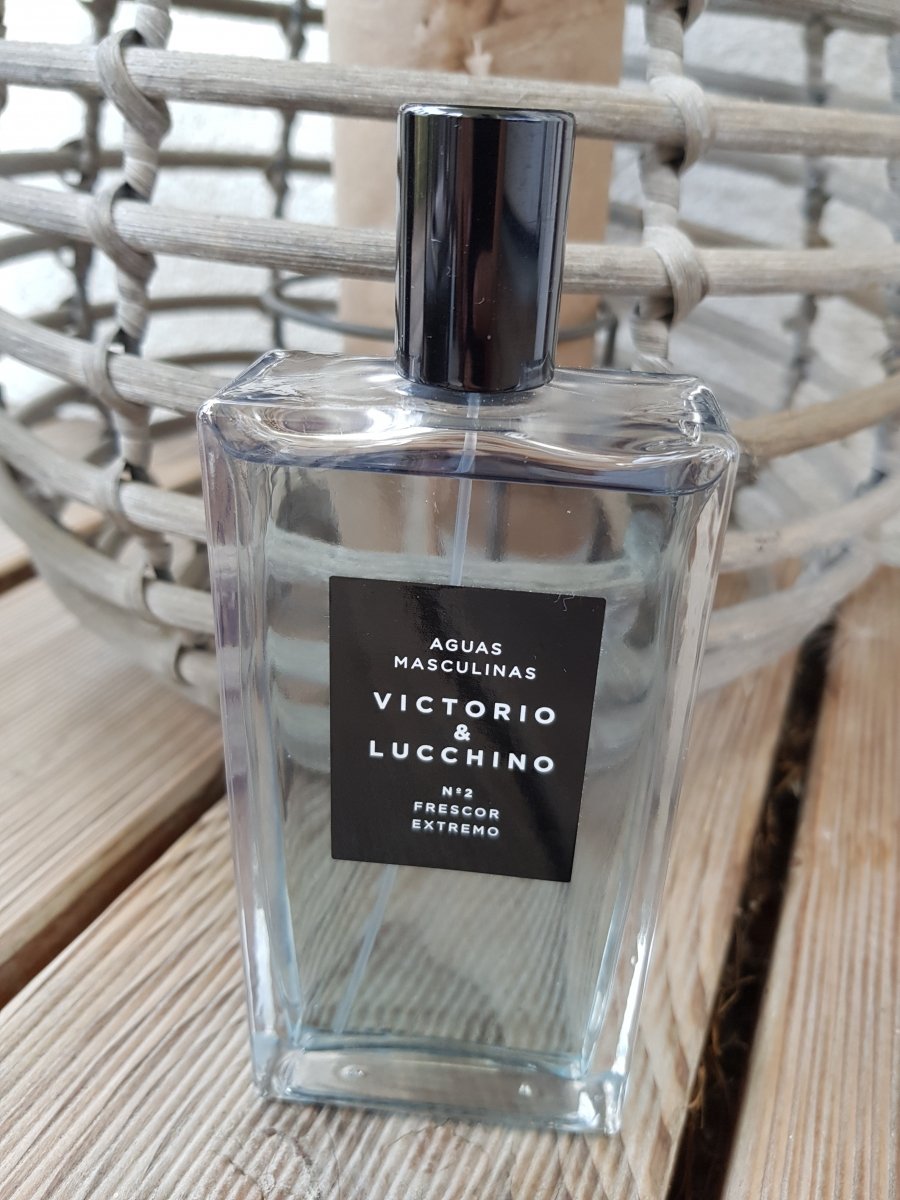 AGUAS
MASCULINAS
VICTORIO
&
LUCCHINO
Nº2
FRESCOR
EXTREMO